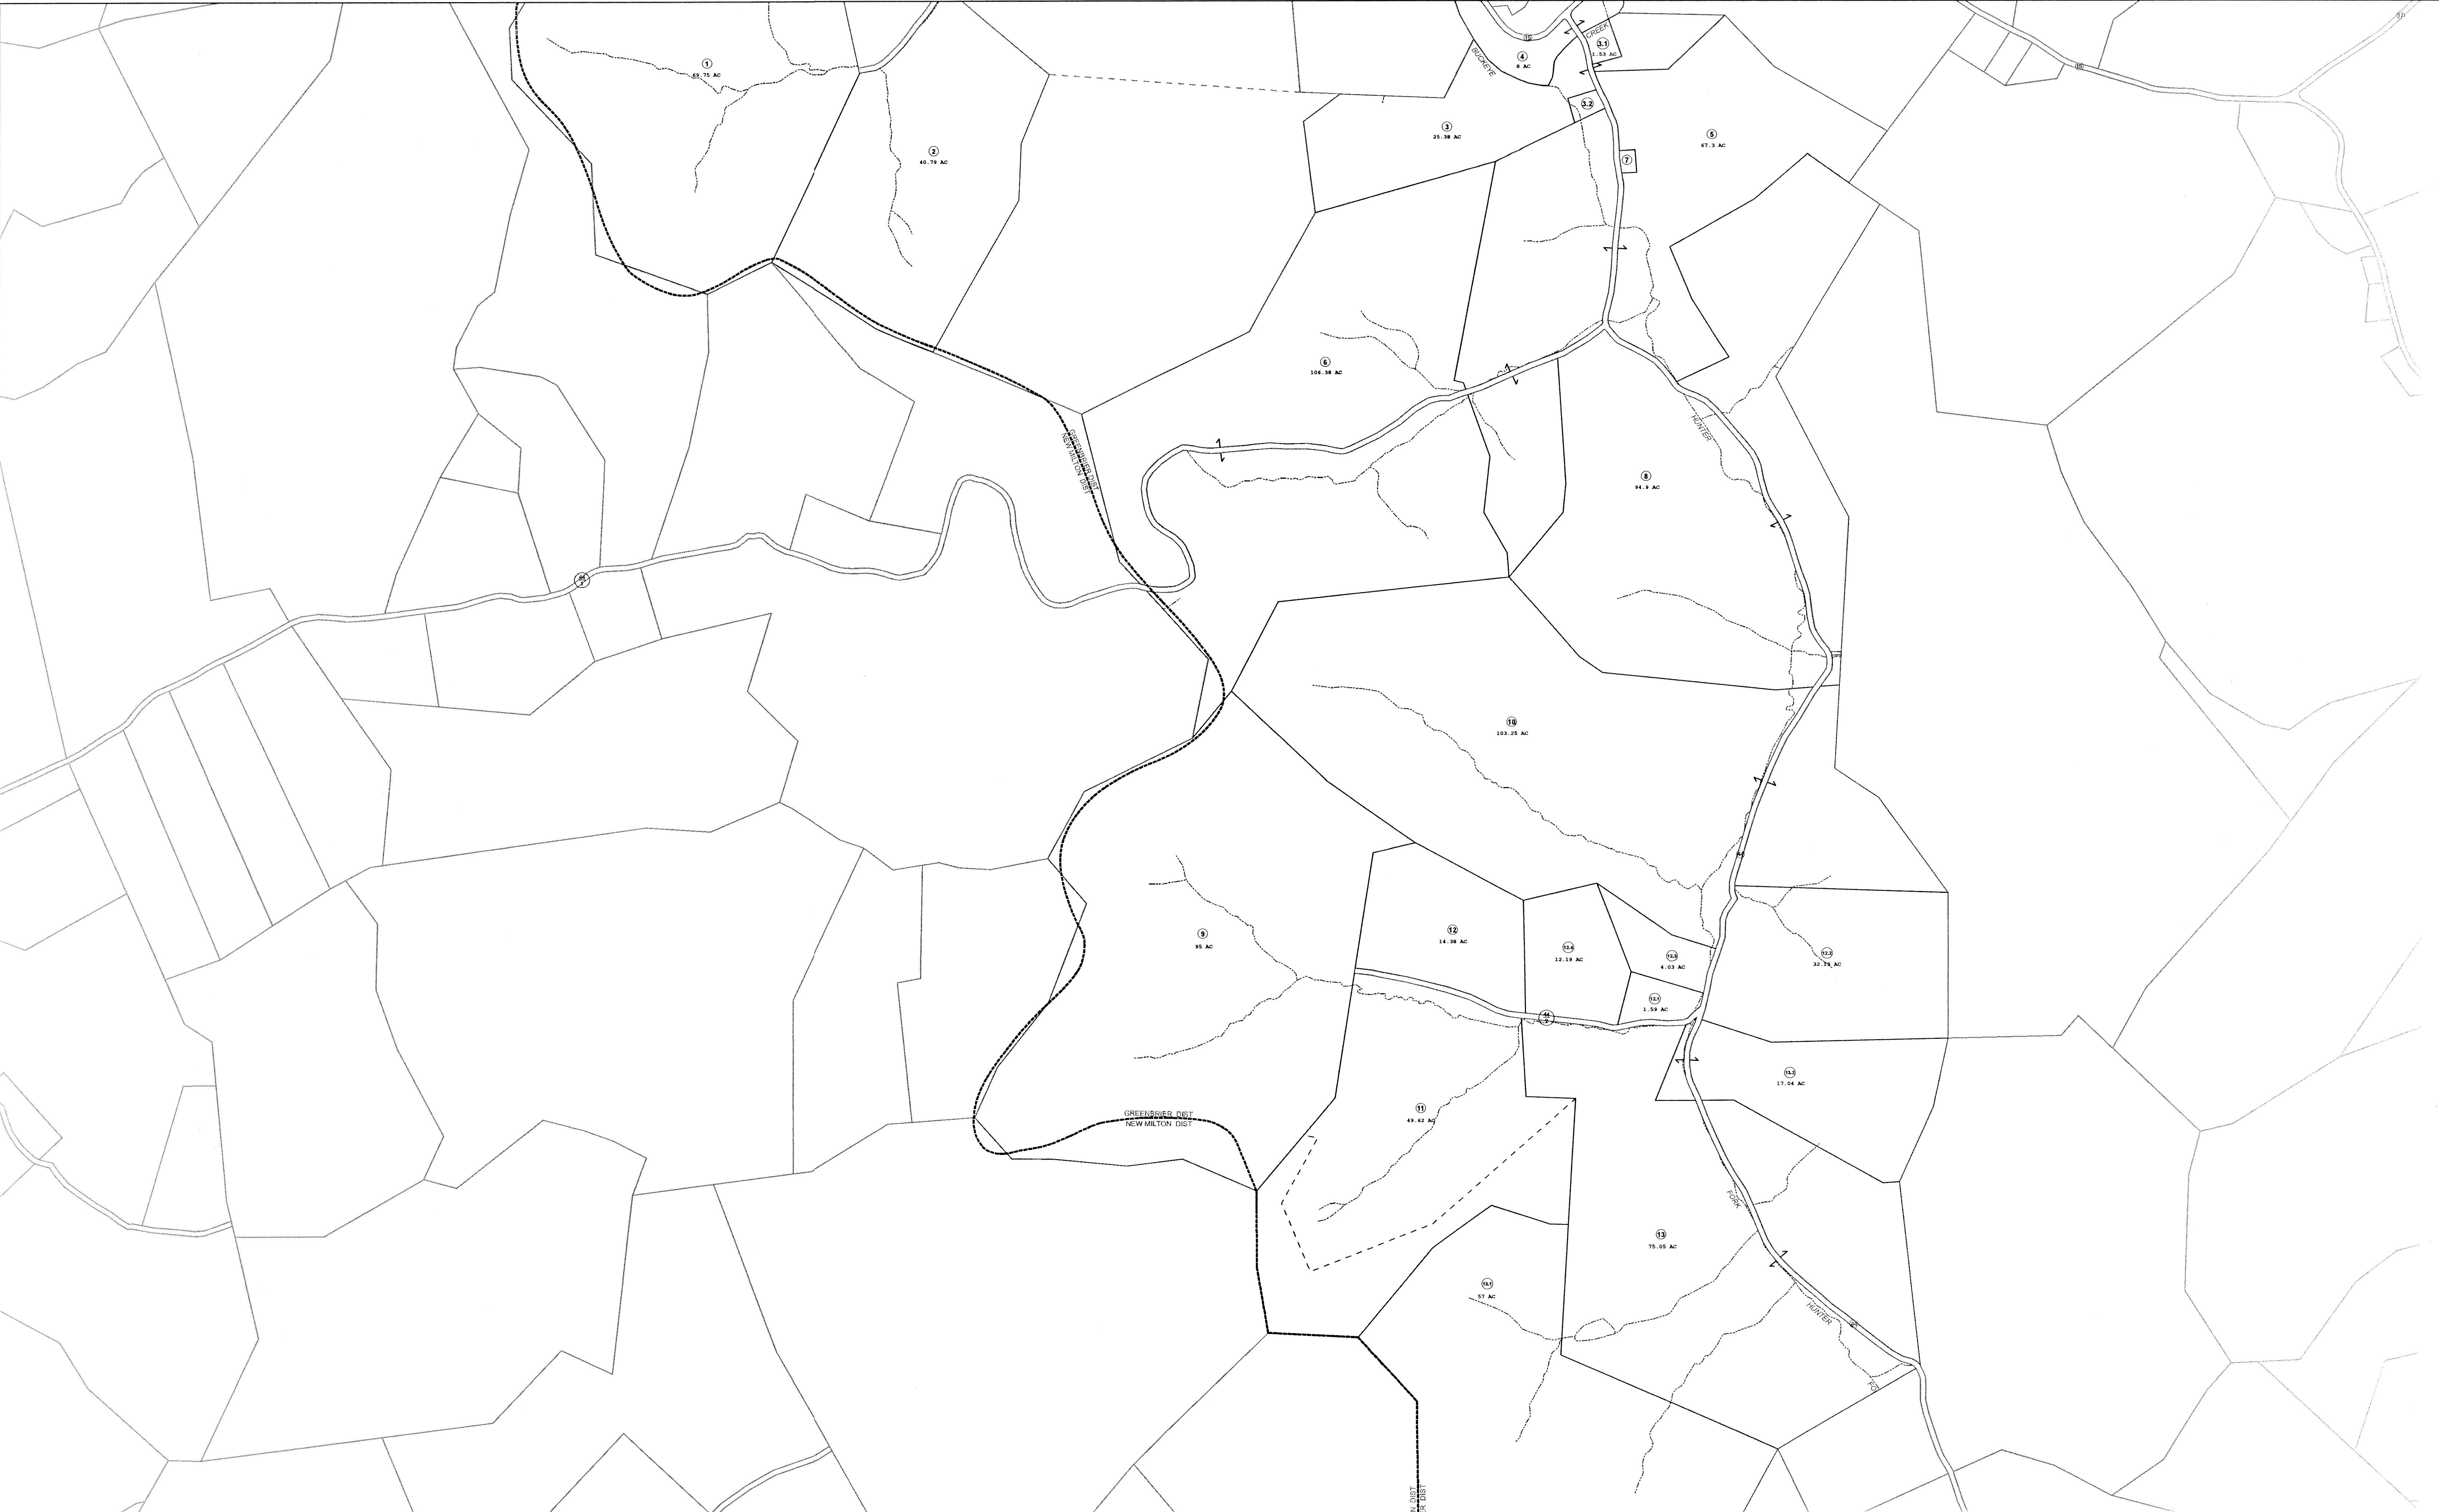 1
69.75 AC
2
40.79 AC
BUCKEYE
CREEK
15
4
8 AC
3.1
1.53 AC
3.2
3
25.38 AC
5
67.3 AC
7
6
106.38 AC
GREENBRIER DIST
NEW MILTON DIST
HUNTER
8
94.9 AC
10
103.25 AC
9
95 AC
12
14.38 AC
12.4
12.19 AC
12.3
4.03 AC
12.2
32.19 AC
12.1
1.59 AC
13.2
17.04 AC
11
49.62 AC
GREENBRIER DIST
NEW MILTON DIST
FORK
13
75.05 AC
13.1
57 AC
HUNTER
FO
N DIST
R DIST